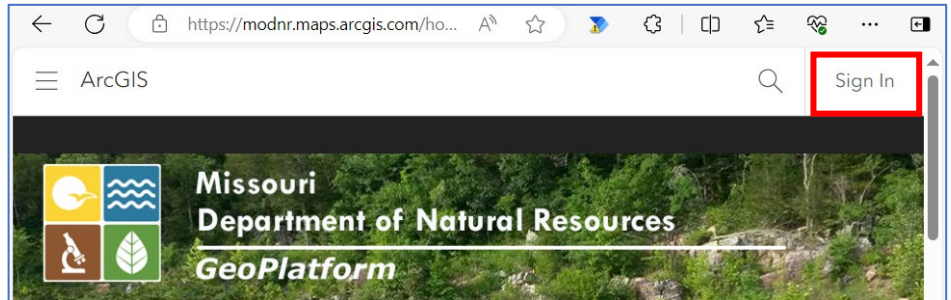 https://modnr.maps.arcgis.com/ho...
ArcGIS
Sign In
Missouri
Department of Natural Resources
GeoPlatform